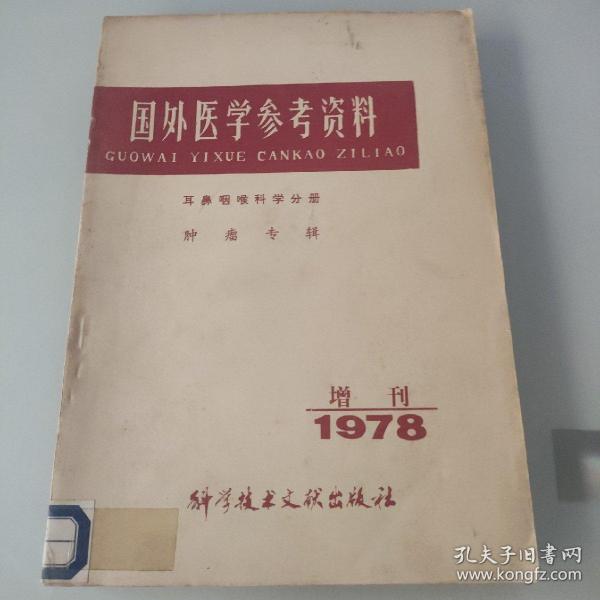 国外医学参考资料
GUOWAI YIXUE CANKAO ZILIAO
耳鼻咽喉科学分册
肿瘤专辑
增刊
1978
科学技术文献出版社
孔夫子旧书网
www.kongfz.com